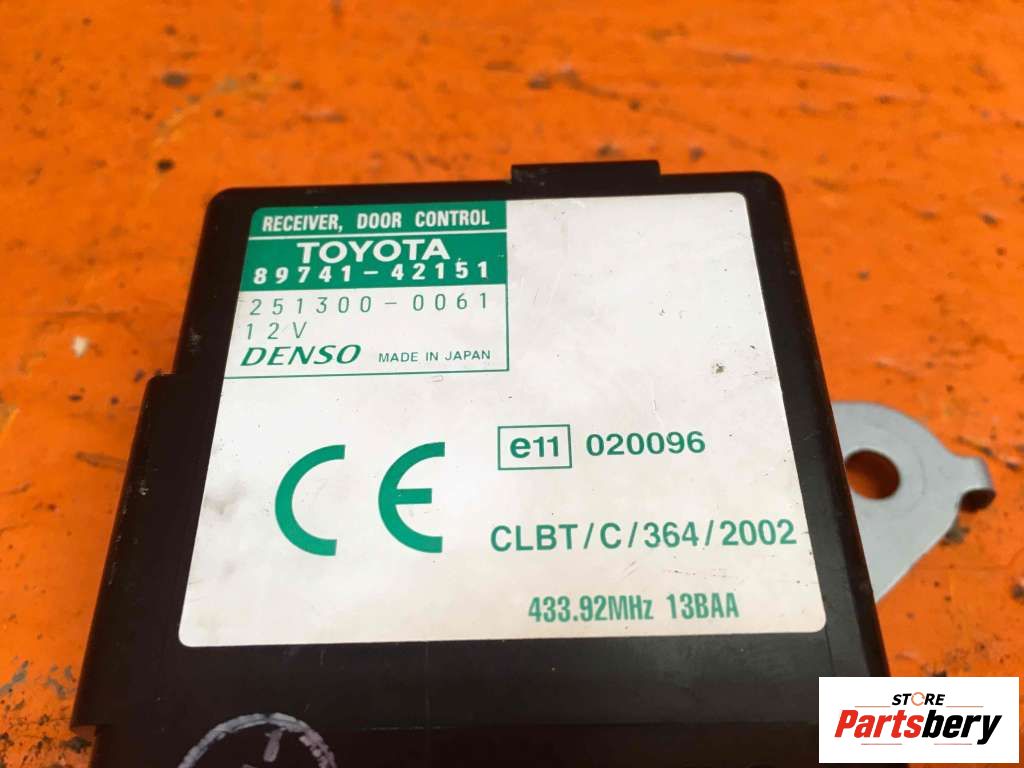 RECEIVER, DOOR CONTROL
TOYOTA
89741-42151
251300-0061
12V
DENSO MADE IN JAPAN
CE
e11 020096
CLBT/C/364/2002
433.92MHz 13BAA
STORE
Partsbery